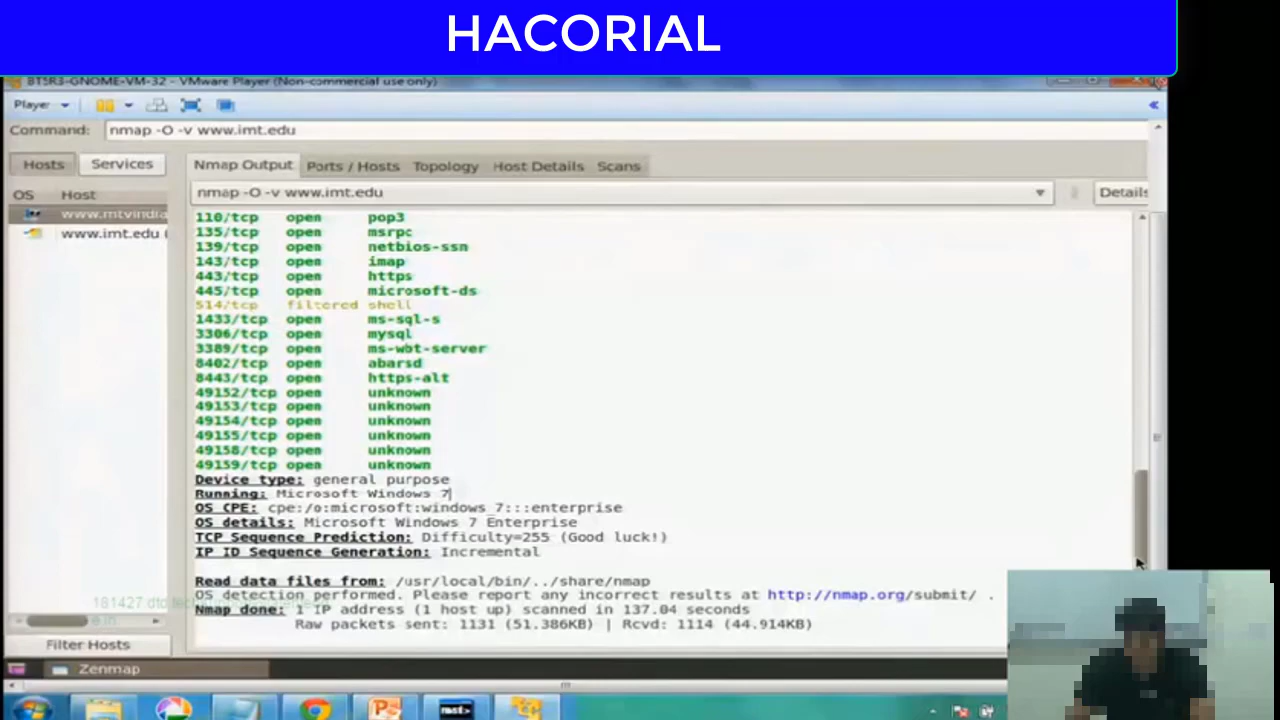 HACORIAL
BT5R3-GNOME-VM-32 - VMware Player (Non-commercial use only)
Player
Command: nmap -O -v www.imt.edu
Hosts Services Nmap Output Ports / Hosts Topology Host Details Scans
OS Host nmap -O -v www.imt.edu Details
www.mtvindia
www.imt.edu (
110/tcp open pop3
135/tcp open msrpc
139/tcp open netbios-ssn
143/tcp open imap
443/tcp open https
445/tcp open microsoft-ds
514/tcp filtered shell
1433/tcp open ms-sql-s
3306/tcp open mysql
3389/tcp open ms-wbt-server
8402/tcp open abarsd
8443/tcp open https-alt
49152/tcp open unknown
49153/tcp open unknown
49154/tcp open unknown
49155/tcp open unknown
49158/tcp open unknown
49159/tcp open unknown
Device type: general purpose
Running: Microsoft Windows 7
OS CPE: cpe:/o:microsoft:windows_7:::enterprise
OS details: Microsoft Windows 7 Enterprise
TCP Sequence Prediction: Difficulty=255 (Good luck!)
IP ID Sequence Generation: Incremental
Read data files from: /usr/local/bin/../share/nmap
OS detection performed. Please report any incorrect results at http://nmap.org/submit/ .
Nmap done: 1 IP address (1 host up) scanned in 137.04 seconds
Raw packets sent: 1131 (51.386KB) | Rcvd: 1114 (44.914KB)
181427
Filter Hosts
Zenmap